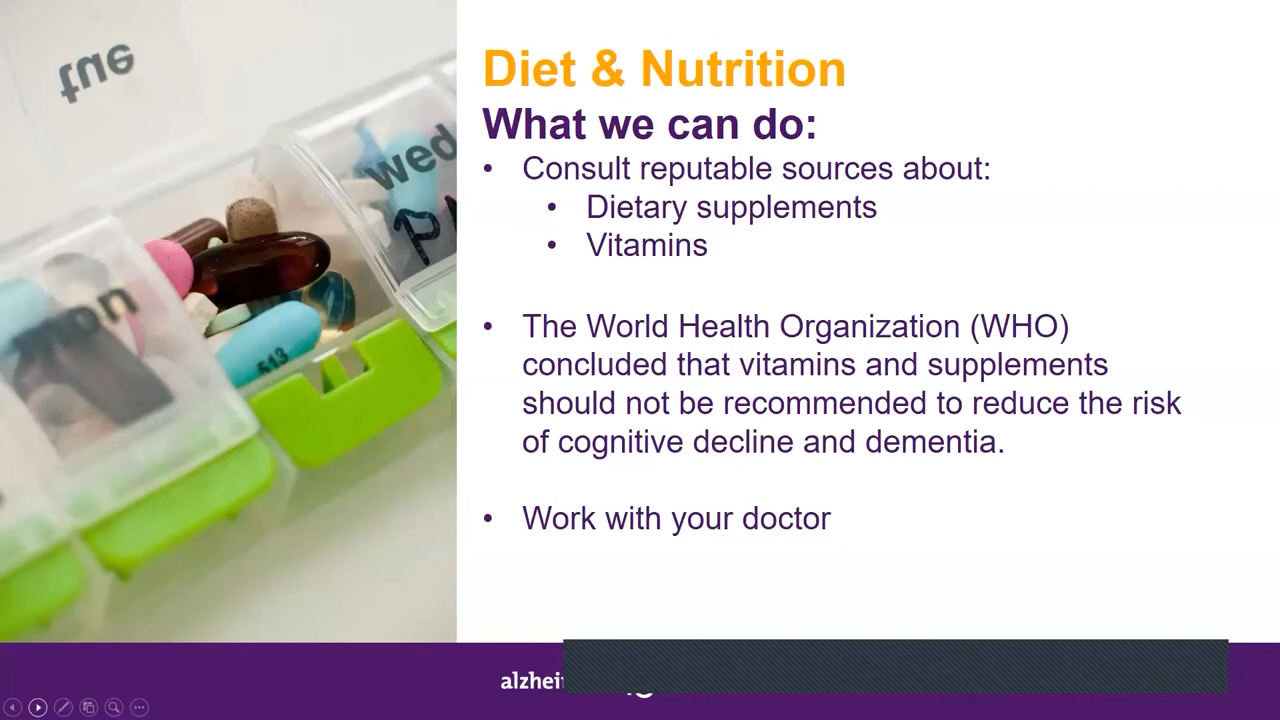 tue
wed
mon
513
Diet & Nutrition
What we can do:
• Consult reputable sources about:
• Dietary supplements
• Vitamins
• The World Health Organization (WHO)
concluded that vitamins and supplements
should not be recommended to reduce the risk
of cognitive decline and dementia.
• Work with your doctor